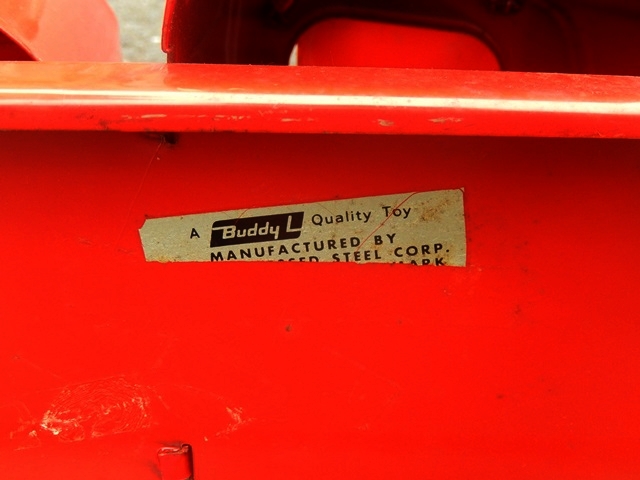 A Buddy L Quality Toy
MANUFACTURED BY
STEEL CORP.